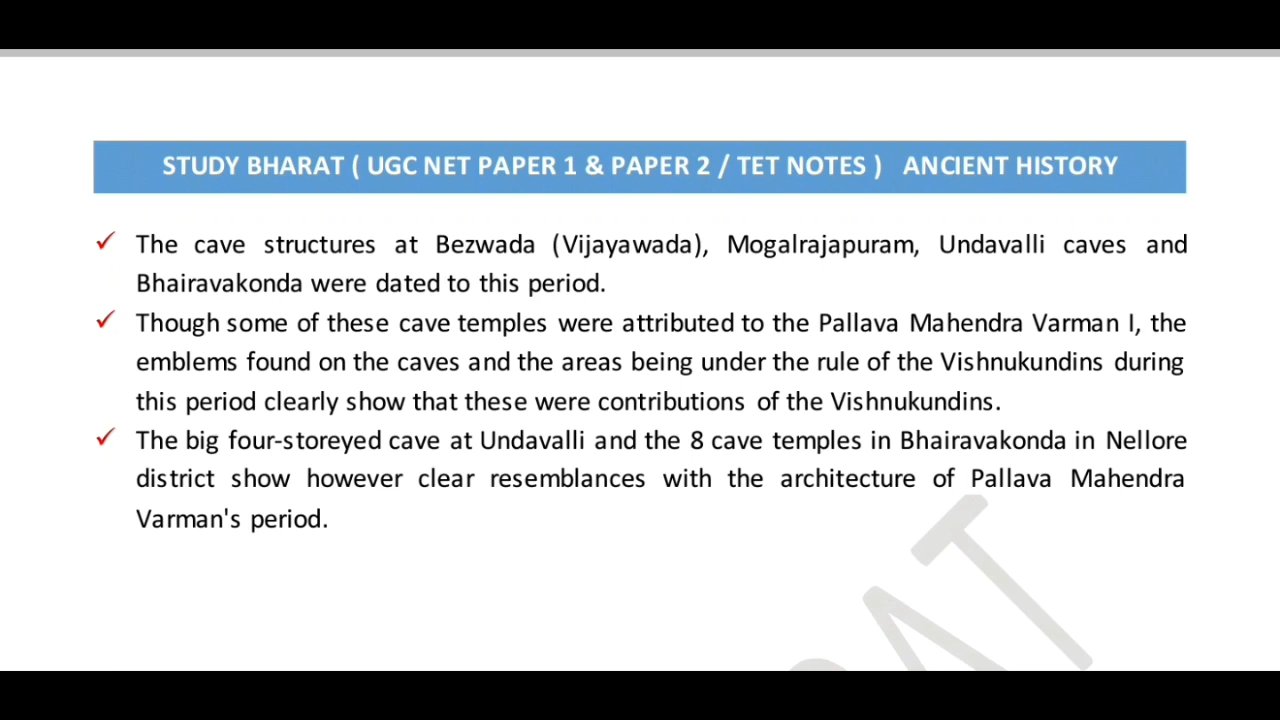 STUDY BHARAT ( UGC NET PAPER 1 & PAPER 2 / TET NOTES ) ANCIENT HISTORY
✓ The cave structures at Bezwada (Vijayawada), Mogalrajapuram, Undavalli caves and
Bhairavakonda were dated to this period.
✓ Though some of these cave temples were attributed to the Pallava Mahendra Varman I, the
emblems found on the caves and the areas being under the rule of the Vishnukundins during
this period clearly show that these were contributions of the Vishnukundins.
✓ The big four-storeyed cave at Undavalli and the 8 cave temples in Bhairavakonda in Nellore
district show however clear resemblances with the architecture of Pallava Mahendra
Varman's period.